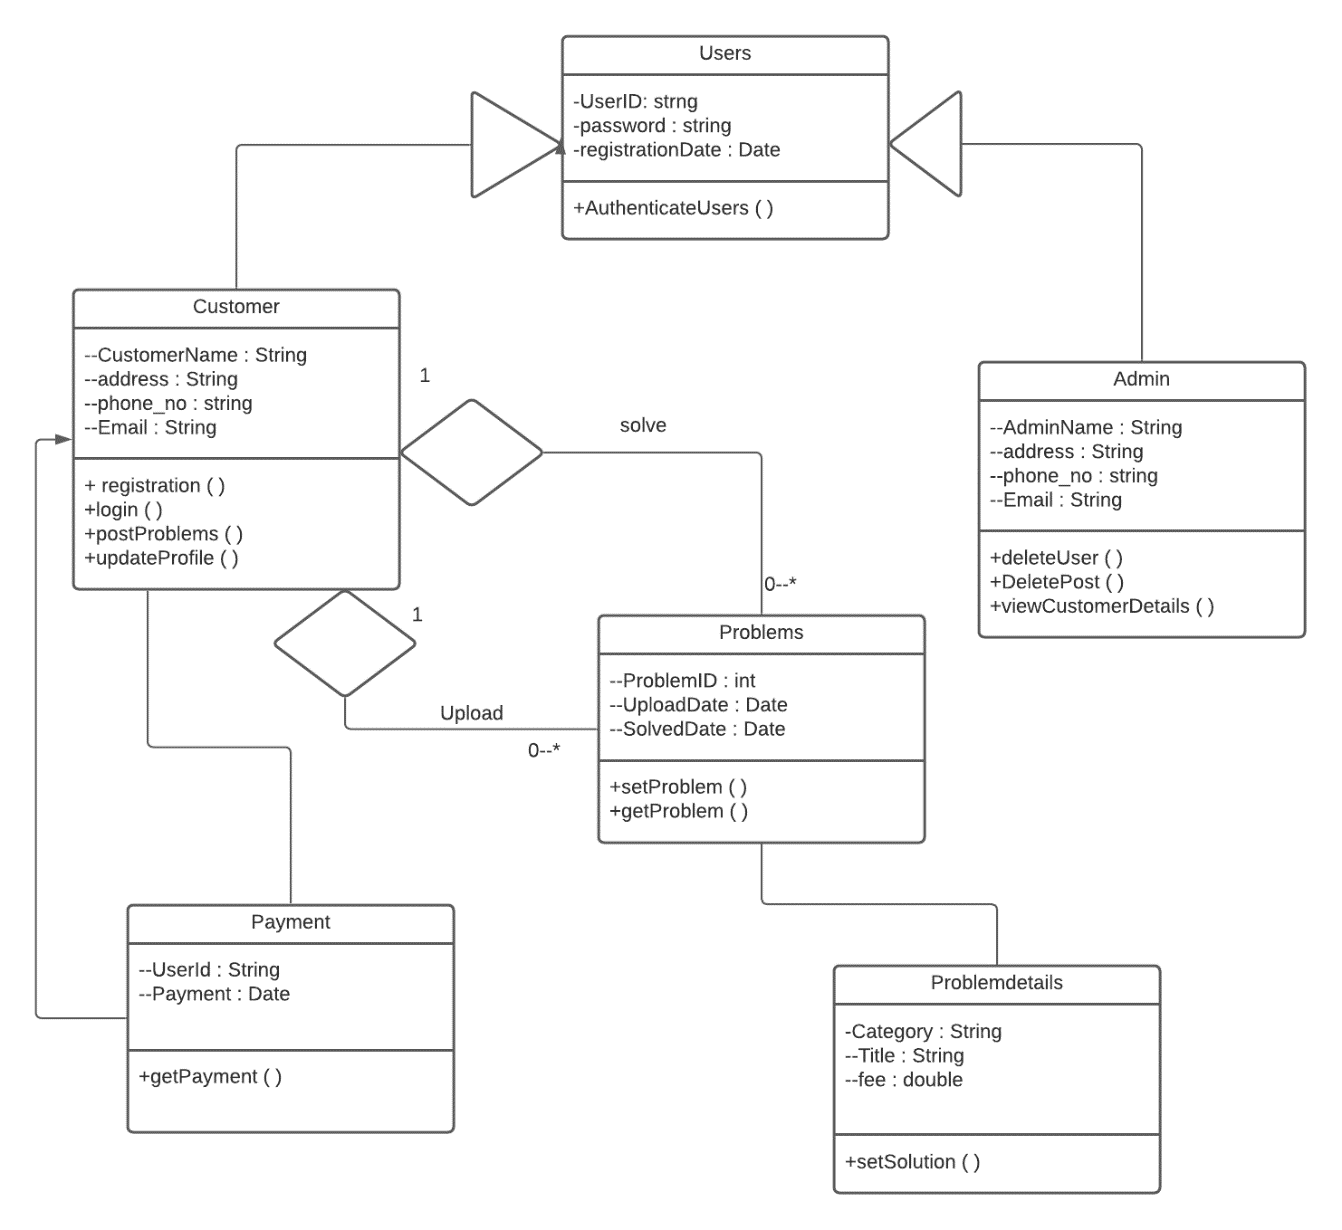 Users
-UserID: strng
-password : string
-registrationDate : Date
+AuthenticateUsers ( )
Customer
--CustomerName : String
--address : String
--phone_no : string
--Email : String
+ registration ( )
+login ( )
+postProblems ( )
+updateProfile ( )
1
solve
0--*
Admin
--AdminName : String
--address : String
--phone_no : string
--Email : String
+deleteUser ( )
+DeletePost ( )
+viewCustomerDetails ( )
1
Upload
0--*
Problems
--ProblemID : int
--UploadDate : Date
--SolvedDate : Date
+setProblem ( )
+getProblem ( )
Payment
--UserId : String
--Payment : Date
+getPayment ( )
Problemdetails
-Category : String
--Title : String
--fee : double
+setSolution ( )